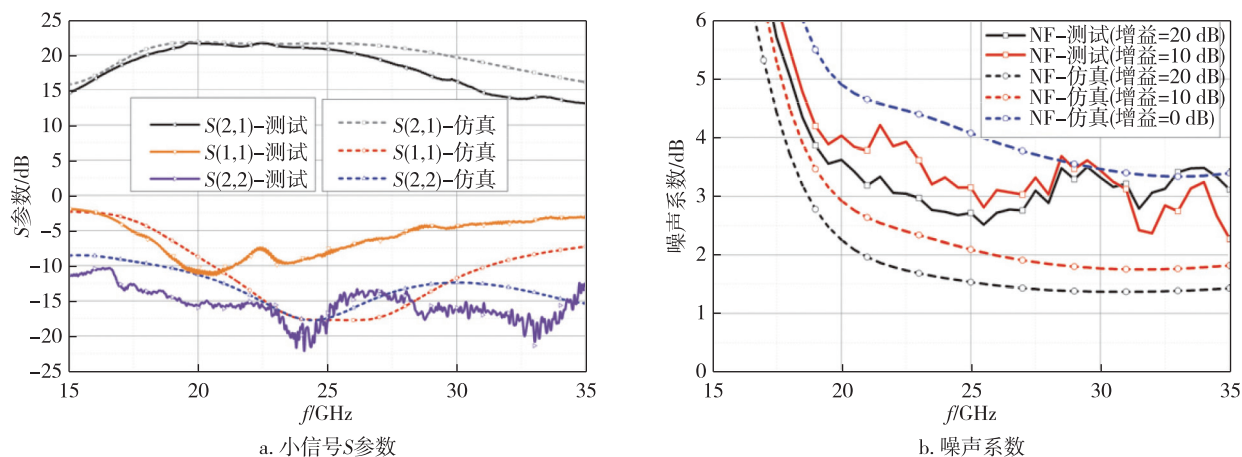 25
20
15
10
5
0
-5
-10
-15
-20
-25
S参数/dB
S(2,1)-测试
S(1,1)-测试
S(2,2)-测试
S(2,1)-仿真
S(1,1)-仿真
S(2,2)-仿真
15 20 25 30 35
f/GHz
a. 小信号S参数
6
5
4
3
2
1
0
噪声系数/dB
NF-测试(增益=20 dB)
NF-测试(增益=10 dB)
NF-仿真(增益=20 dB)
NF-仿真(增益=10 dB)
NF-仿真(增益=0 dB)
15 20 25 30 35
f/GHz
b. 噪声系数